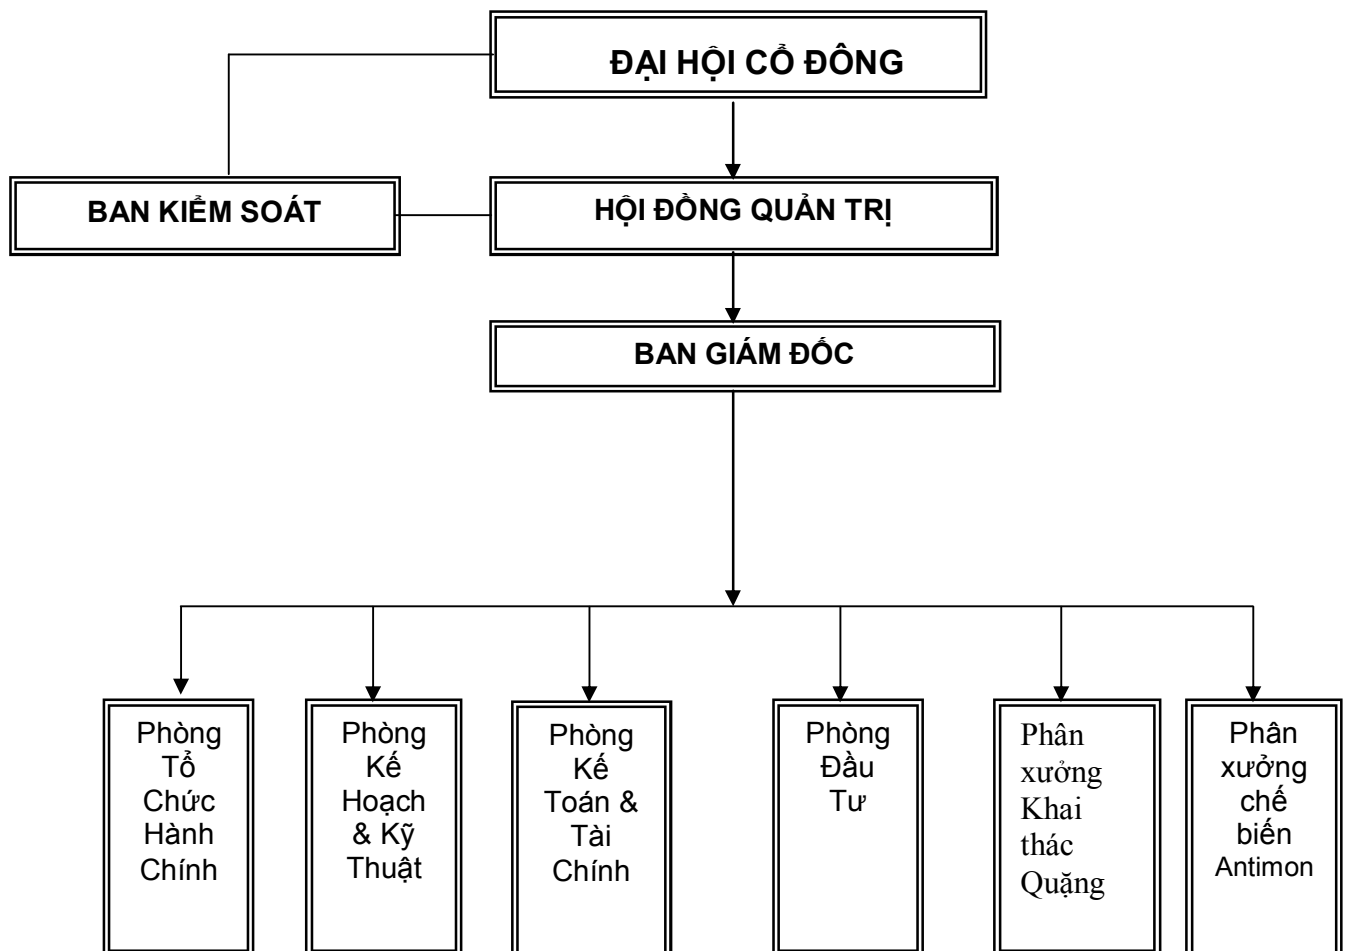 ĐẠI HỘI CỔ ĐÔNG
BAN KIỂM SOÁT
HỘI ĐỒNG QUẢN TRỊ
BAN GIÁM ĐỐC
Phòng
Tổ
Chức
Hành
Chính
Phòng
Kế
Hoạch
& Kỹ
Thuật
Phòng
Kế
Toán &
Tài
Chính
Phòng
Đầu
Tư
Phân
xưởng
Khai
thác
Quặng
Phân
xưởng
chế
biến
Antimon